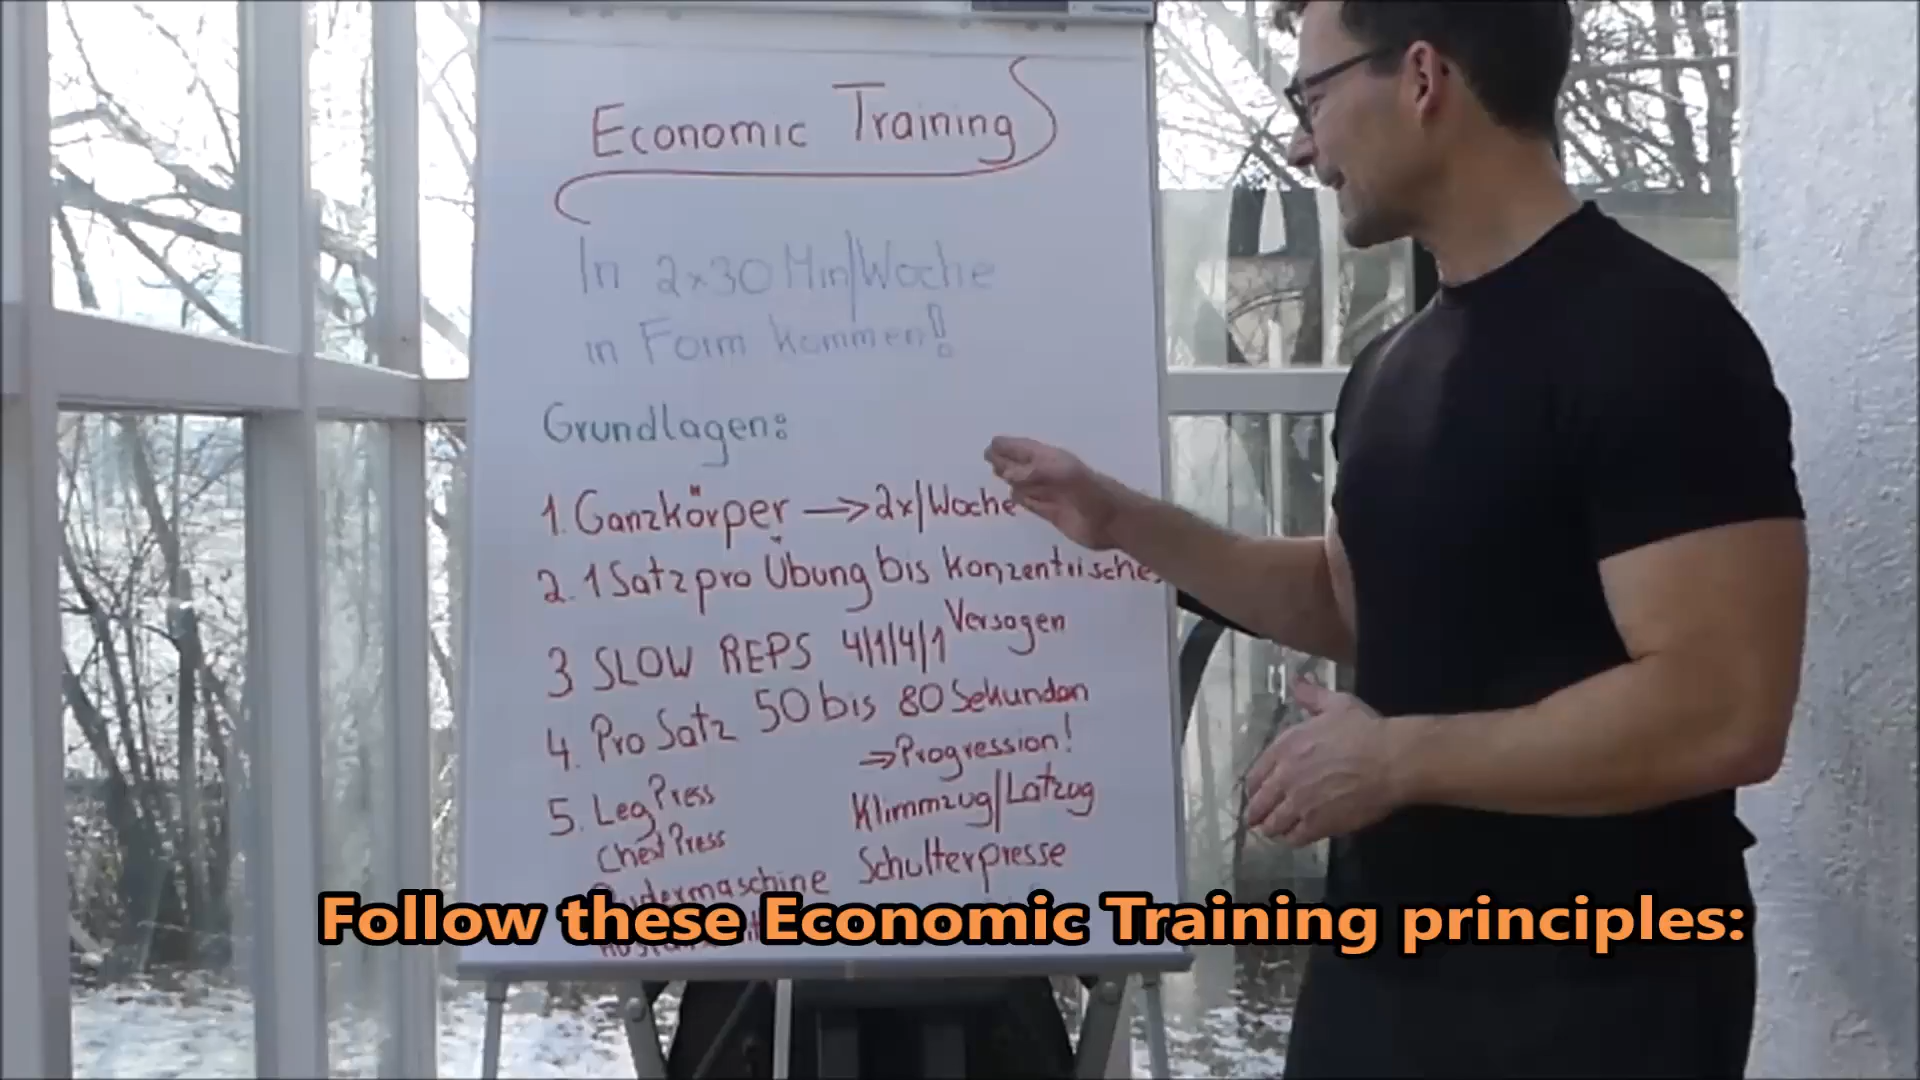 Economic Training
In 2x30 Min/Woche
in Form kommen!
Grundlagen:
1. Ganzkörper → 2x/Woche
2. 1 Satz pro Übung bis konzentrisches
Versagen
3 SLOW REPS 4/1/4/1
4. Pro Satz 50 bis 80 Sekunden
⇒ Progression!
5. Leg Press
Klimmzug/Latzug
Chest Press
Schulterpresse
Follow these Economic Training principles: